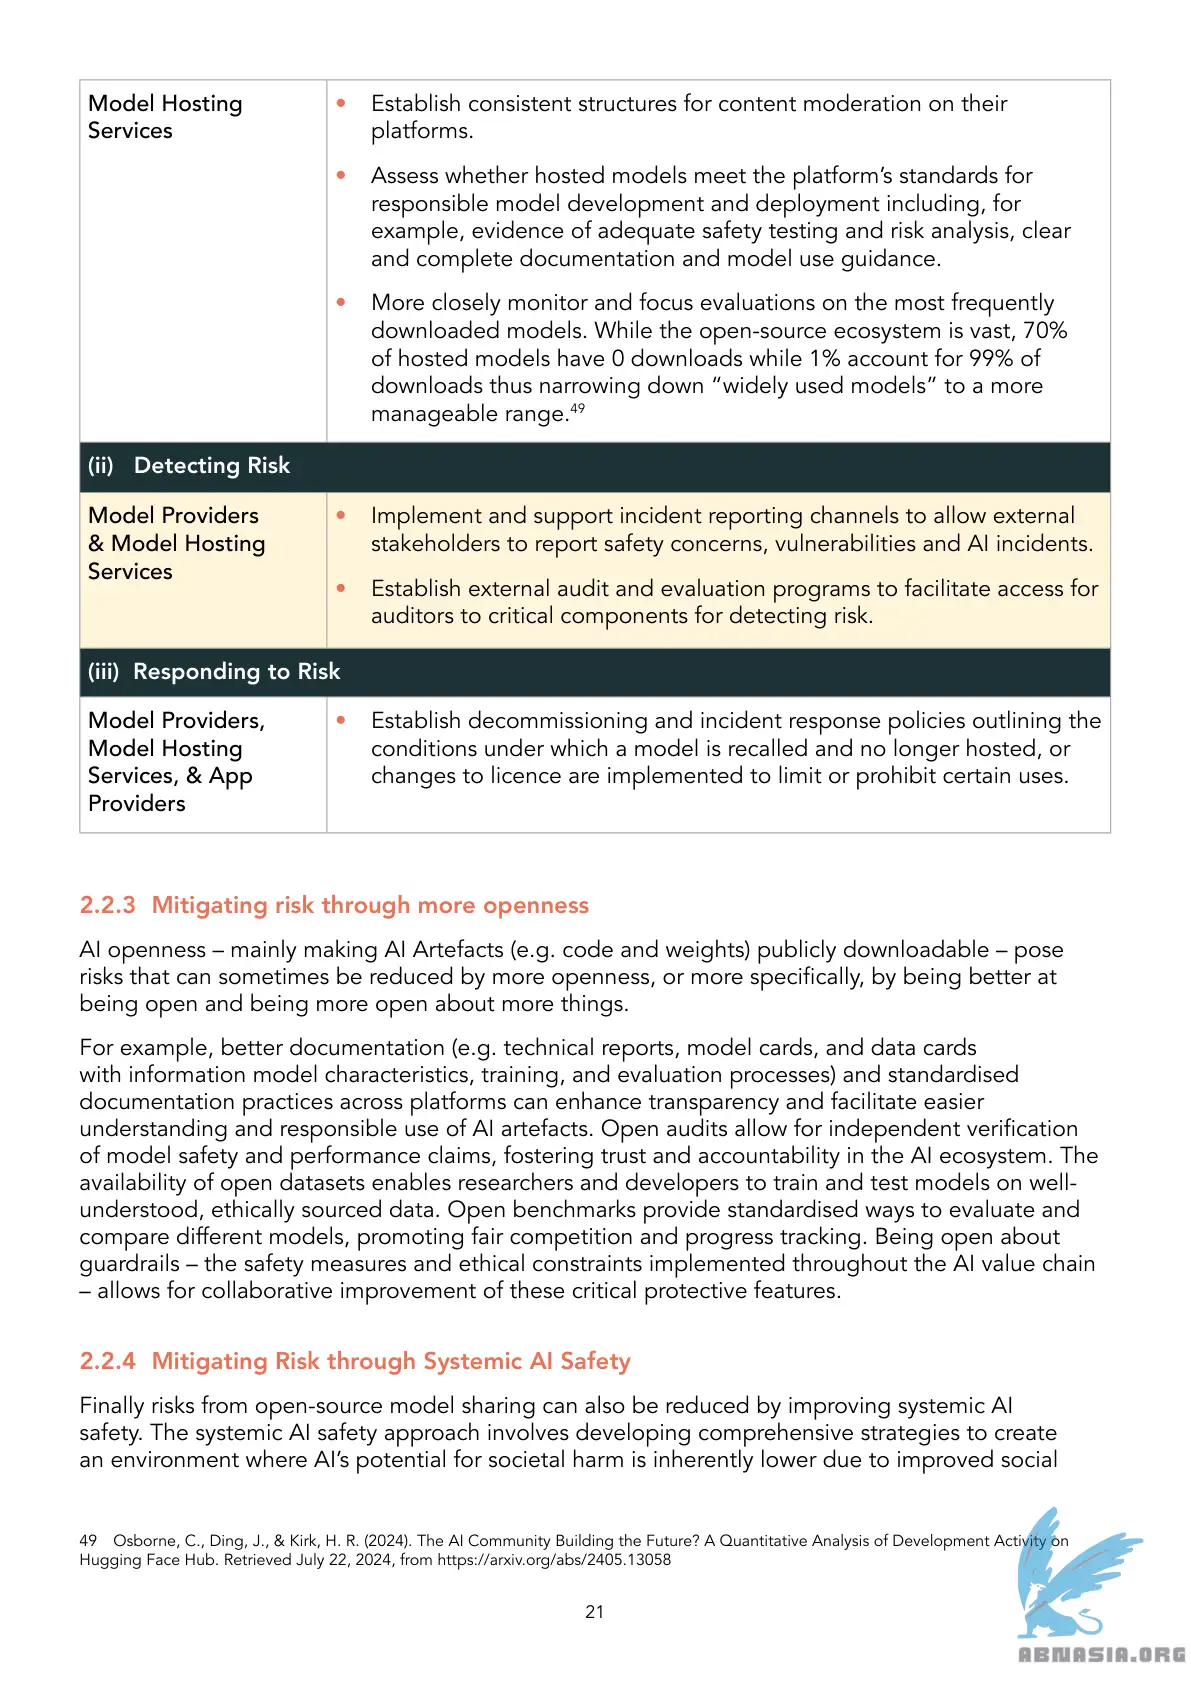 Model Hosting
Services
• Establish consistent structures for content moderation on their
platforms.
• Assess whether hosted models meet the platform’s standards for
responsible model development and deployment including, for
example, evidence of adequate safety testing and risk analysis, clear
and complete documentation and model use guidance.
• More closely monitor and focus evaluations on the most frequently
downloaded models. While the open-source ecosystem is vast, 70%
of hosted models have 0 downloads while 1% account for 99% of
downloads thus narrowing down “widely used models” to a more
manageable range.49
(ii) Detecting Risk
Model Providers
& Model Hosting
Services
• Implement and support incident reporting channels to allow external
stakeholders to report safety concerns, vulnerabilities and AI incidents.
• Establish external audit and evaluation programs to facilitate access for
auditors to critical components for detecting risk.
(iii) Responding to Risk
Model Providers,
Model Hosting
Services, & App
Providers
• Establish decommissioning and incident response policies outlining the
conditions under which a model is recalled and no longer hosted, or
changes to licence are implemented to limit or prohibit certain uses.
2.2.3 Mitigating risk through more openness
AI openness – mainly making AI Artefacts (e.g. code and weights) publicly downloadable – pose
risks that can sometimes be reduced by more openness, or more specifically, by being better at
being open and being more open about more things.
For example, better documentation (e.g. technical reports, model cards, and data cards
with information model characteristics, training, and evaluation processes) and standardised
documentation practices across platforms can enhance transparency and facilitate easier
understanding and responsible use of AI artefacts. Open audits allow for independent verification
of model safety and performance claims, fostering trust and accountability in the AI ecosystem. The
availability of open datasets enables researchers and developers to train and test models on well-
understood, ethically sourced data. Open benchmarks provide standardised ways to evaluate and
compare different models, promoting fair competition and progress tracking. Being open about
guardrails – the safety measures and ethical constraints implemented throughout the AI value chain
– allows for collaborative improvement of these critical protective features.
2.2.4 Mitigating Risk through Systemic AI Safety
Finally risks from open-source model sharing can also be reduced by improving systemic AI
safety. The systemic AI safety approach involves developing comprehensive strategies to create
an environment where AI’s potential for societal harm is inherently lower due to improved social
49 Osborne, C., Ding, J., & Kirk, H. R. (2024). The AI Community Building the Future? A Quantitative Analysis of Development Activity on
Hugging Face Hub. Retrieved July 22, 2024, from https://arxiv.org/abs/2405.13058
21
ABNASIA.ORG